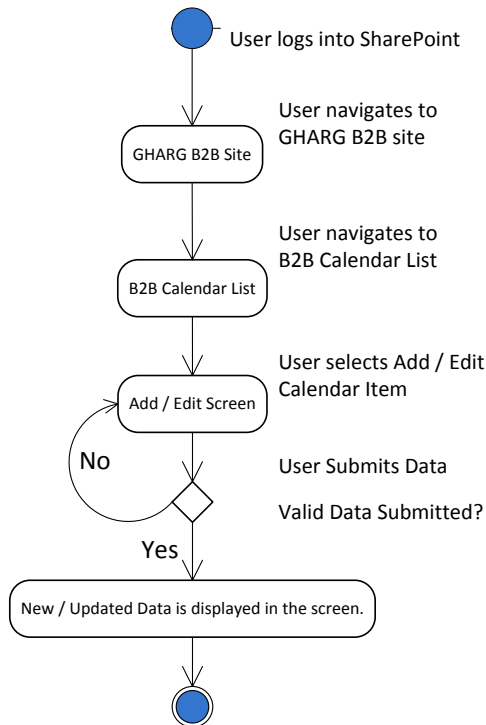 User logs into SharePoint
User navigates to
GHARG B2B site
GHARG B2B Site
User navigates to
B2B Calendar List
B2B Calendar List
User selects Add / Edit
Calendar Item
Add / Edit Screen
No
User Submits Data
Valid Data Submitted?
Yes
New / Updated Data is displayed in the screen.